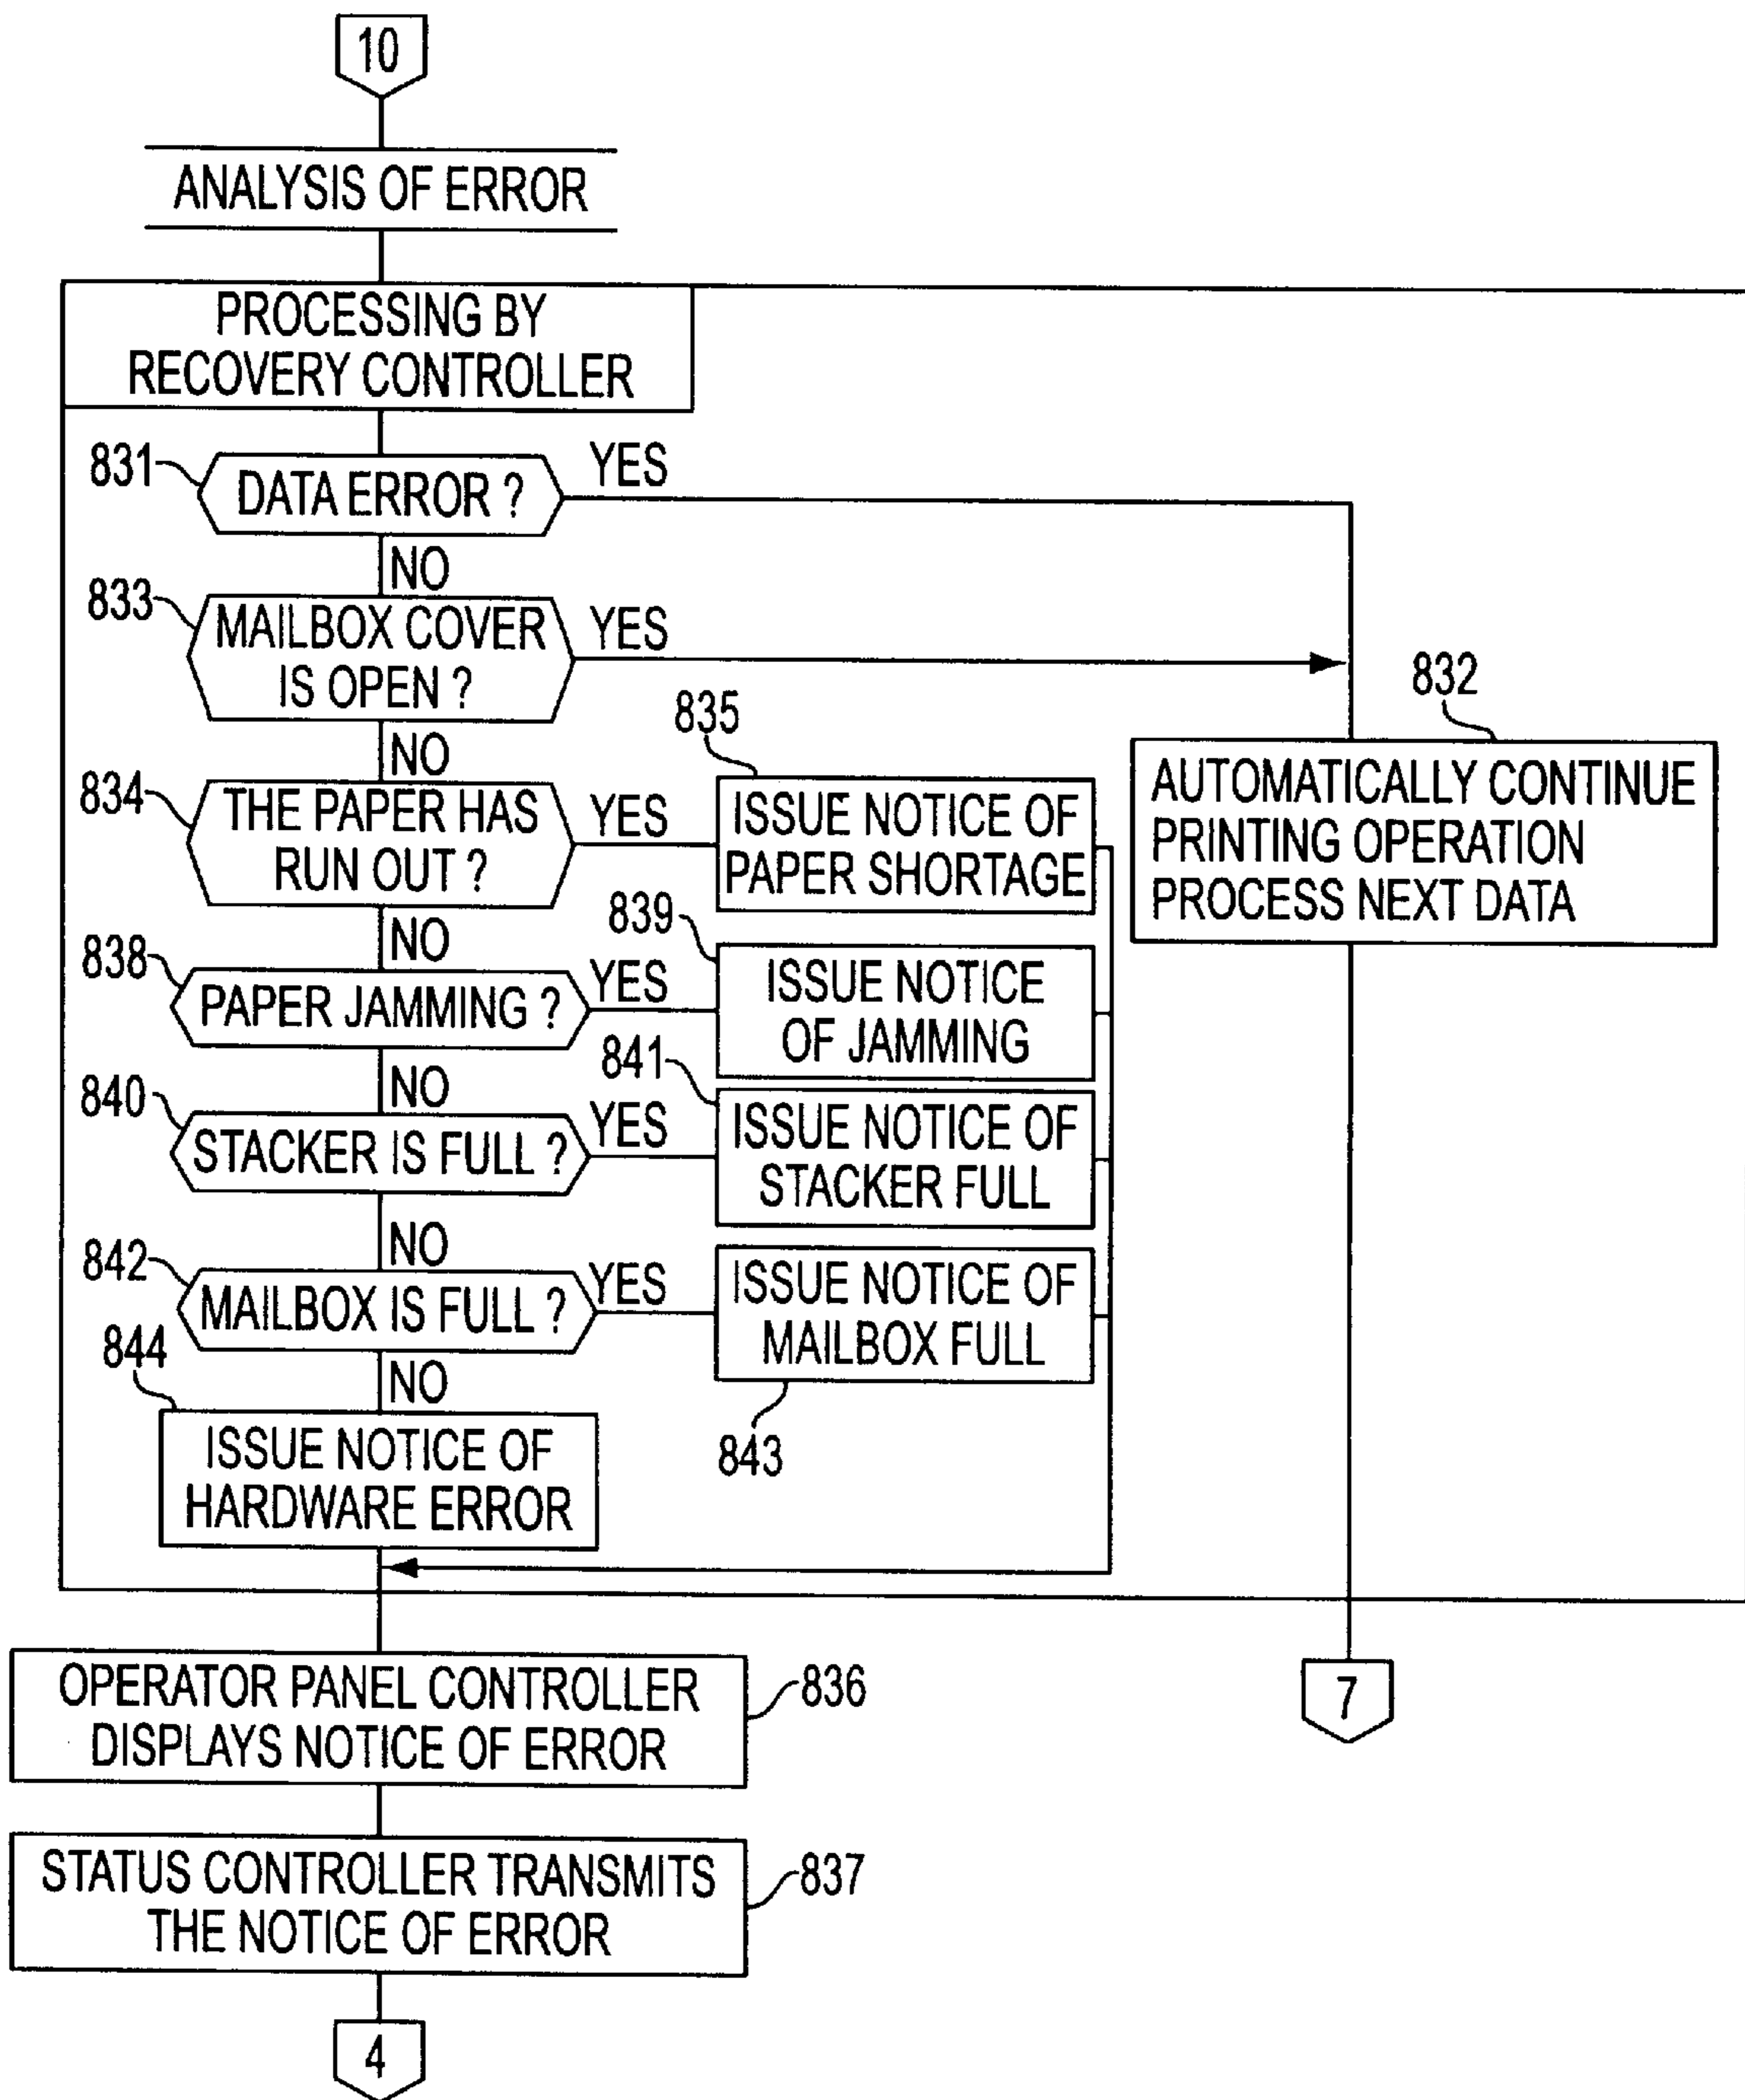 10
ANALYSIS OF ERROR
PROCESSING BY
RECOVERY CONTROLLER
831
DATA ERROR ?
YES
NO
833
MAILBOX COVER
IS OPEN ?
YES
NO
832
AUTOMATICALLY CONTINUE
PRINTING OPERATION
PROCESS NEXT DATA
834
THE PAPER HAS
RUN OUT ?
YES
835
ISSUE NOTICE OF
PAPER SHORTAGE
NO
838
PAPER JAMMING ?
YES
839
ISSUE NOTICE
OF JAMMING
NO
840
STACKER IS FULL ?
YES
841
ISSUE NOTICE OF
STACKER FULL
NO
842
MAILBOX IS FULL ?
YES
ISSUE NOTICE OF
MAILBOX FULL
843
NO
844
ISSUE NOTICE OF
HARDWARE ERROR
OPERATOR PANEL CONTROLLER
DISPLAYS NOTICE OF ERROR
836
7
STATUS CONTROLLER TRANSMITS
THE NOTICE OF ERROR
837
4